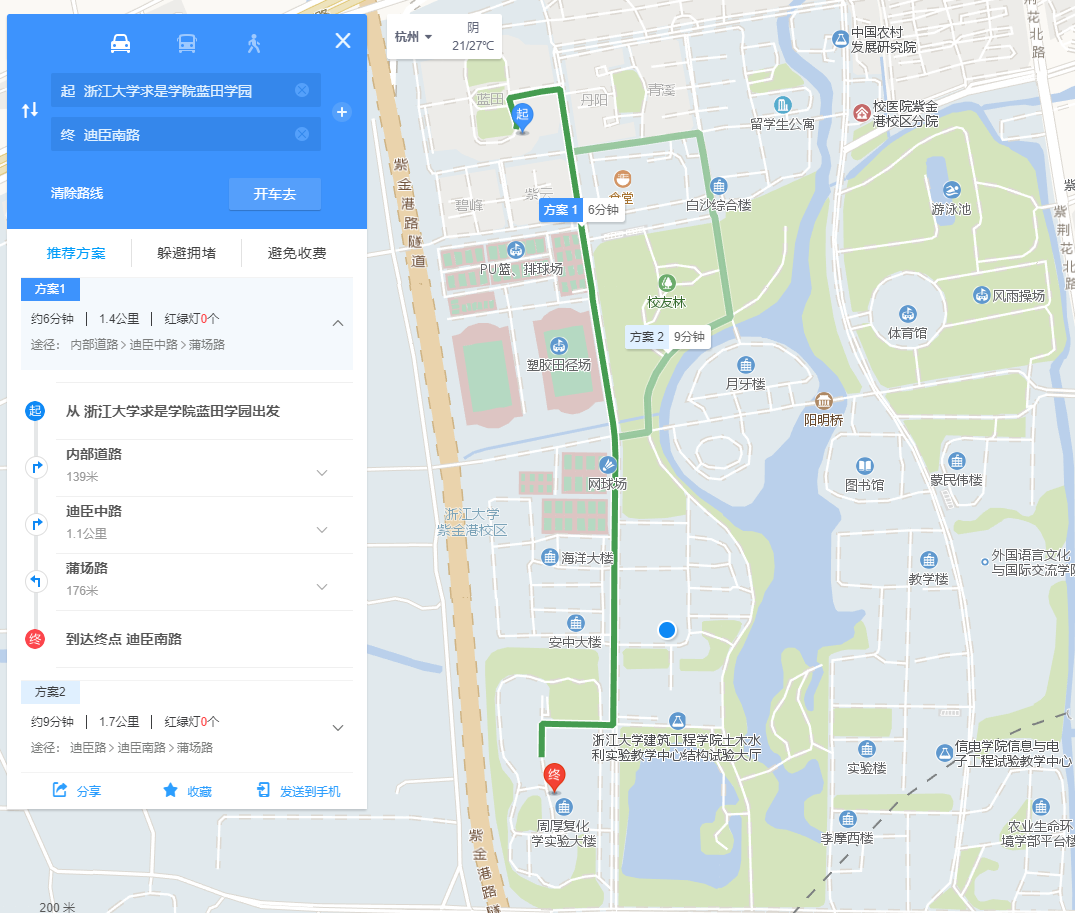 起 浙江大学求是学院蓝田学园
终 迪臣南路
清除路线
开车去
推荐方案
躲避拥堵
避免收费
方案1
约6分钟 1.4公里 红绿灯0个
途径: 内部道路 > 迪臣中路 > 蒲场路
起 从 浙江大学求是学院蓝田学园出发
内部道路
139米
迪臣中路
1.1公里
蒲场路
176米
终 到达终点 迪臣南路
方案2
约9分钟 1.7公里 红绿灯0个
途径: 迪臣路 > 迪臣南路 > 蒲场路
分享
收藏
发送到手机
200 米
杭州
阴
21/27℃
中国农村
发展研究院
紫荆花北路
蓝田
丹阳
青溪
起
留学生公寓
校医院紫金
港校区分院
紫金港路隧道
碧峰
紫云
食堂
白沙综合楼
游泳池
紫荆花北路
方案 1 6分钟
PU篮、排球场
校友林
风雨操场
体育馆
方案 2 9分钟
塑胶田径场
月牙楼
阳明桥
网球场
图书馆
蒙民伟楼
浙江大学
紫金港校区
海洋大楼
教学楼
外国语言文化
与国际交流学院
安中大楼
浙江大学建筑工程学院土木水
利实验教学中心结构试验大厅
信电学院信息与电
子工程试验教学中心
实验楼
终
周厚复化
学实验大楼
李摩西楼
农业生命环
境学部平台楼
紫金港路隧